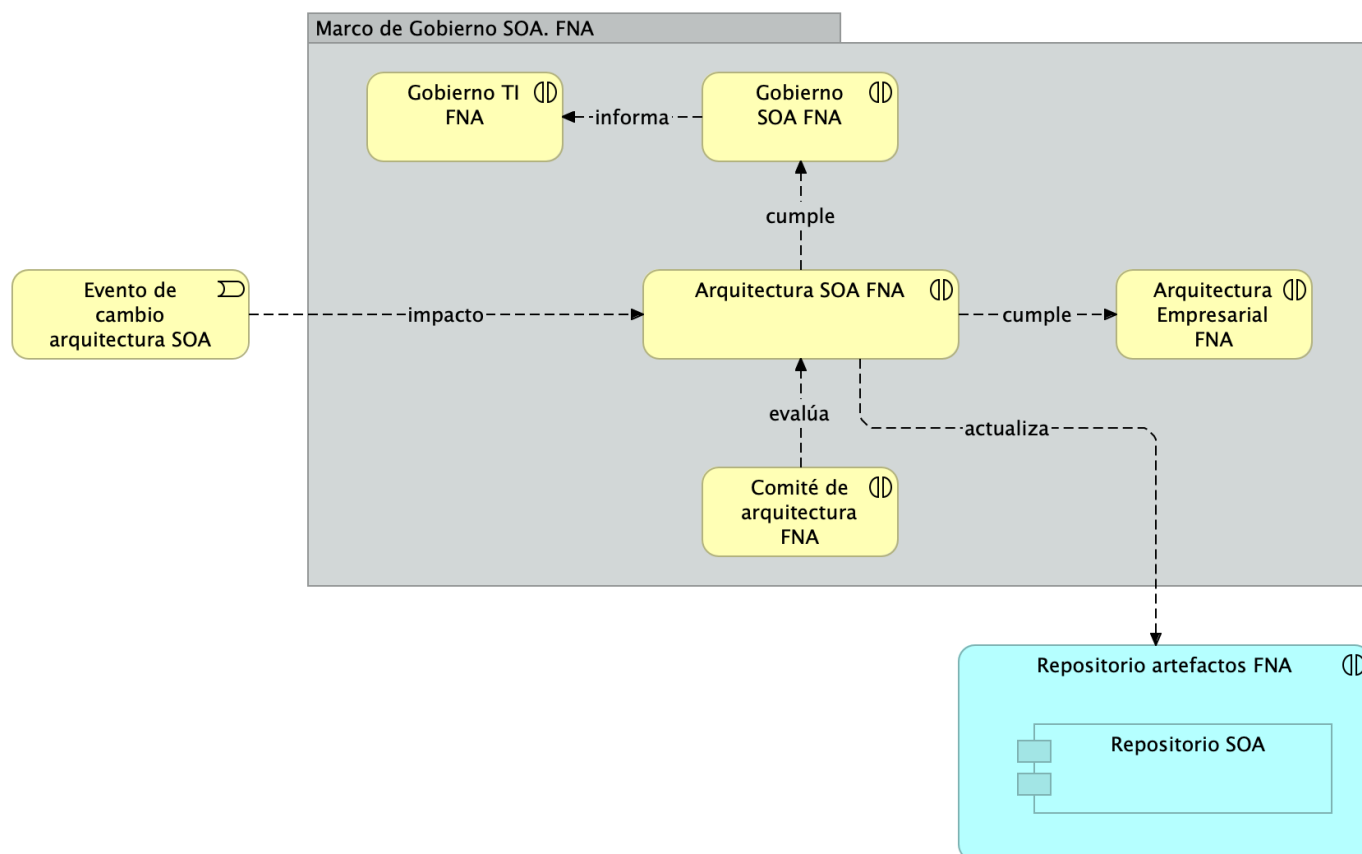 Marco de Gobierno SOA. FNA
Gobierno TI
FNA
informa
Gobierno
SOA FNA
cumple
Evento de
cambio
arquitectura SOA
impacto
Arquitectura SOA FNA
cumple
Arquitectura
Empresarial
FNA
evalúa
actualiza
Comité de
arquitectura
FNA
Repositorio artefactos FNA
Repositorio SOA